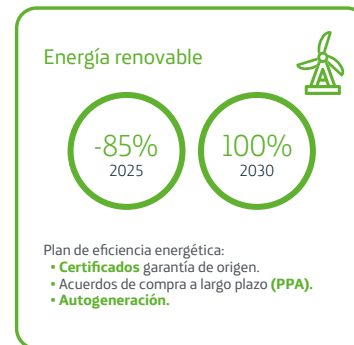 Energía renovable
-85%
2025
100%
2030
Plan de eficiencia energética:
• Certificados garantía de origen.
• Acuerdos de compra a largo plazo (PPA).
• Autogeneración.